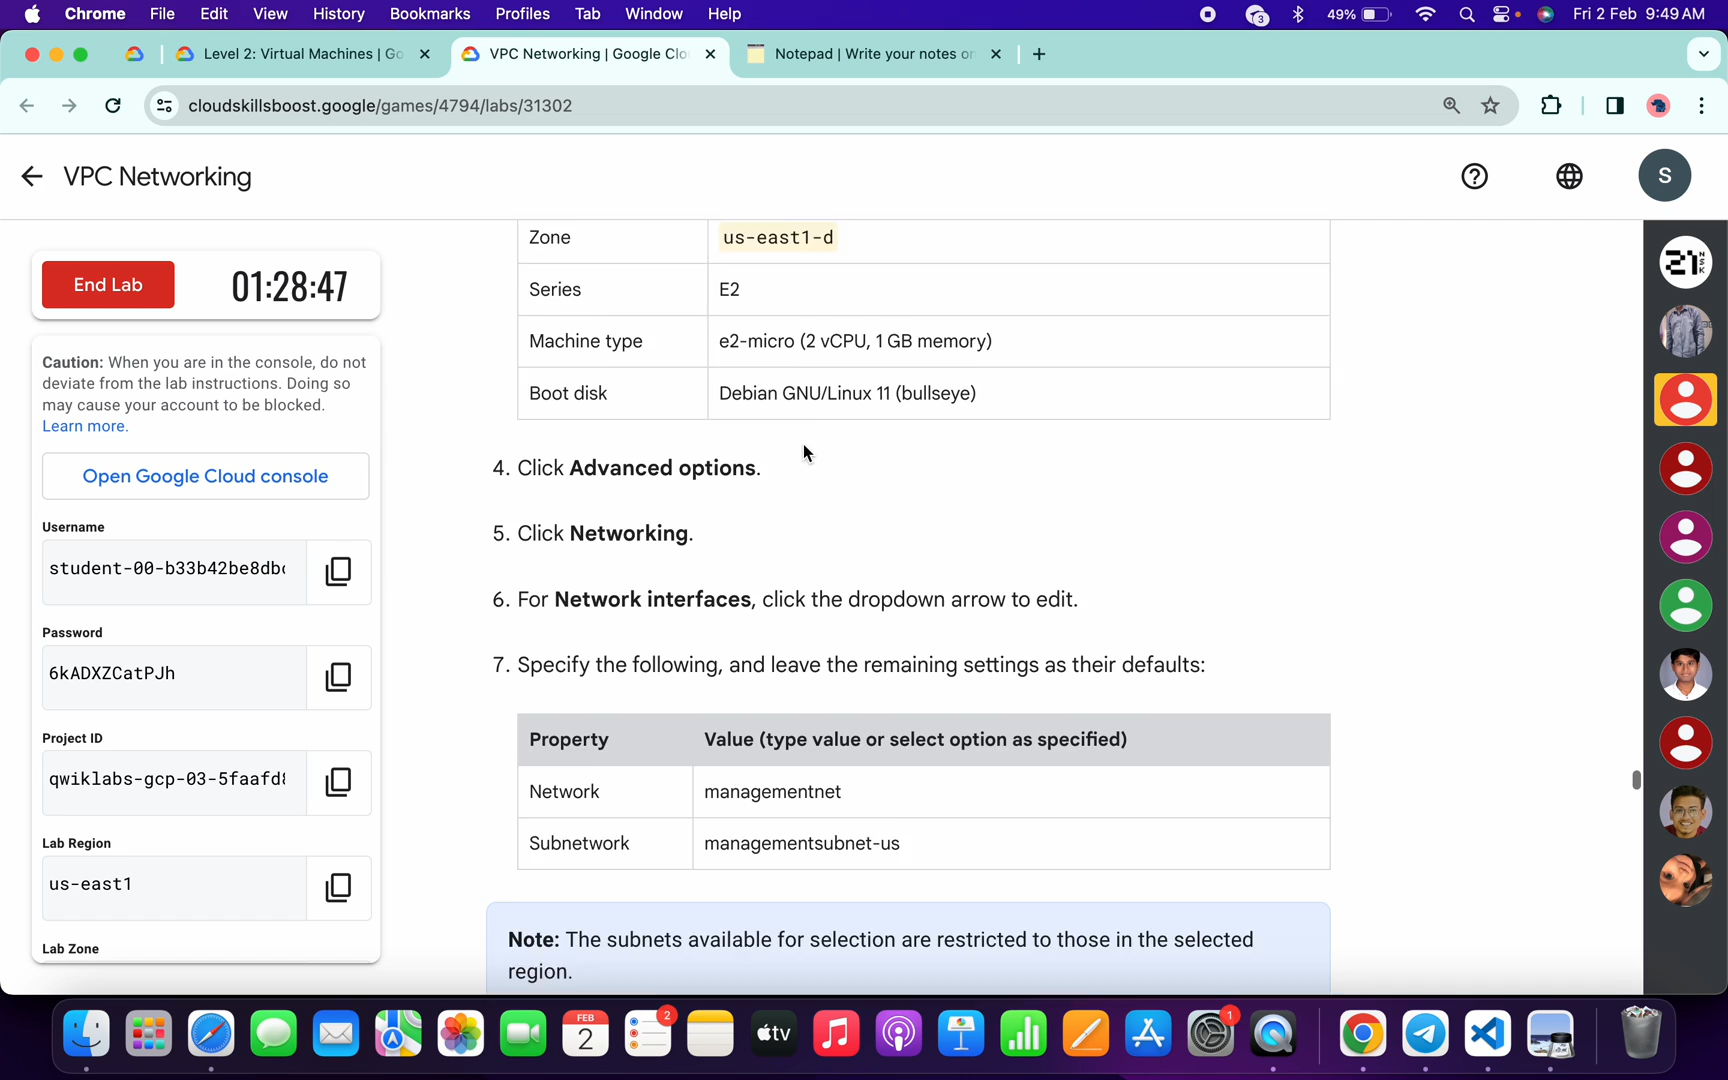 Chrome File Edit View History Bookmarks Profiles Tab Window Help 3 49% Fri 2 Feb 9:49 AM
Level 2: Virtual Machines | Go
VPC Networking | Google Clo
Notepad | Write your notes on
cloudskillsboost.google/games/4794/labs/31302
VPC Networking
S
End Lab
01:28:47
Caution: When you are in the console, do not
deviate from the lab instructions. Doing so
may cause your account to be blocked.
Learn more.
Open Google Cloud console
Username
student-00-b33b42be8db
Password
6kADXZCatPJh
Project ID
qwiklabs-gcp-03-5faafd
Lab Region
us-east1
Lab Zone
Zone us-east1-d
Series E2
Machine type e2-micro (2 vCPU, 1 GB memory)
Boot disk Debian GNU/Linux 11 (bullseye)
4. Click Advanced options.
5. Click Networking.
6. For Network interfaces, click the dropdown arrow to edit.
7. Specify the following, and leave the remaining settings as their defaults:
Property Value (type value or select option as specified)
Network managementnet
Subnetwork managementsubnet-us
Note: The subnets available for selection are restricted to those in the selected
region.
21
NSK
FEB
2
2
tv
1